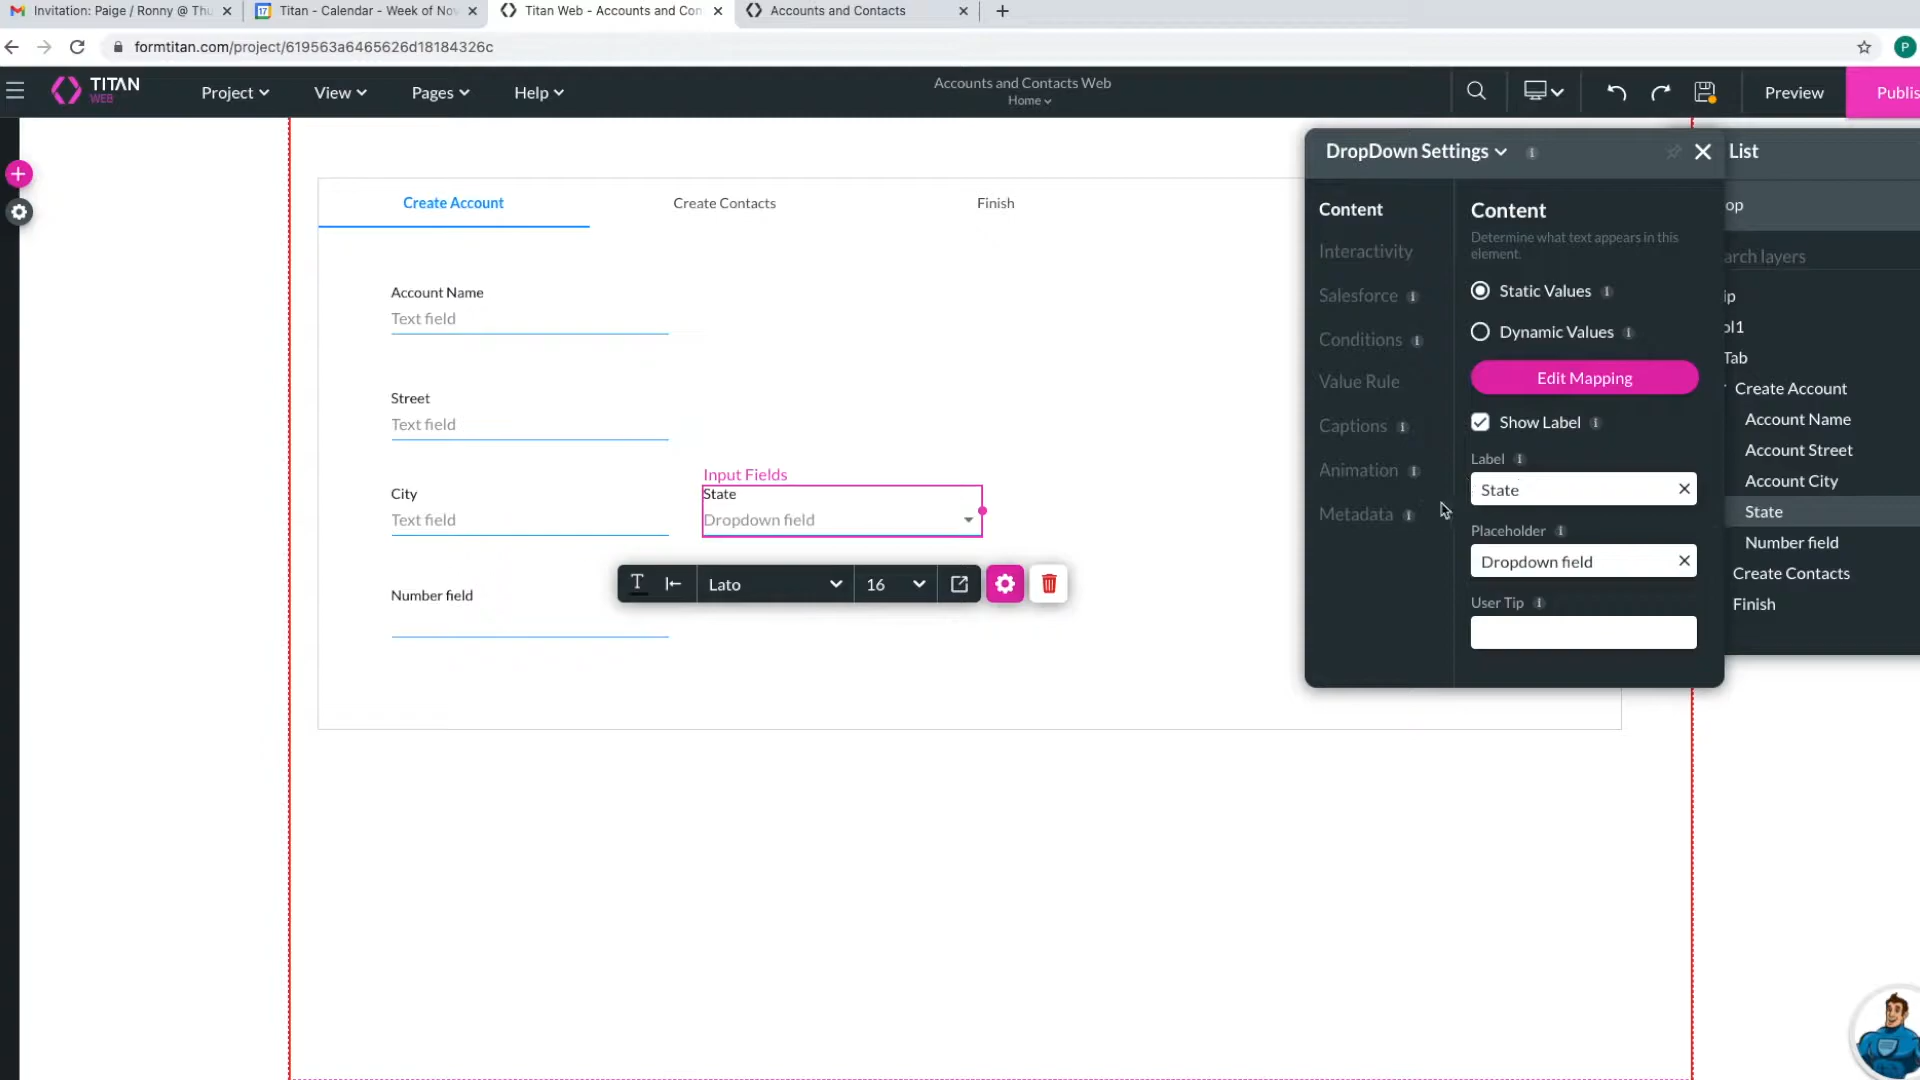 Invitation: Paige / Ronny @ Thu
Titan - Calendar - Week of Nov
Titan Web - Accounts and Con
Accounts and Contacts
formtitan.com/project/619563a6465626d18184326c
P
TITAN
WEB
Project
View
Pages
Help
Accounts and Contacts Web
Home
Preview
Publis
Create Account
Create Contacts
Finish
Account Name
Text field
Street
Text field
City
Text field
Input Fields
State
Dropdown field
Number field
Lato
16
DropDown Settings
Content
Interactivity
Salesforce
Conditions
Value Rule
Captions
Animation
Metadata
Content
Determine what text appears in this
element.
Static Values
Dynamic Values
Edit Mapping
Show Label
Label
State
Placeholder
Dropdown field
User Tip
List
op
arch layers
ip
ol1
Tab
Create Account
Account Name
Account Street
Account City
State
Number field
Create Contacts
Finish